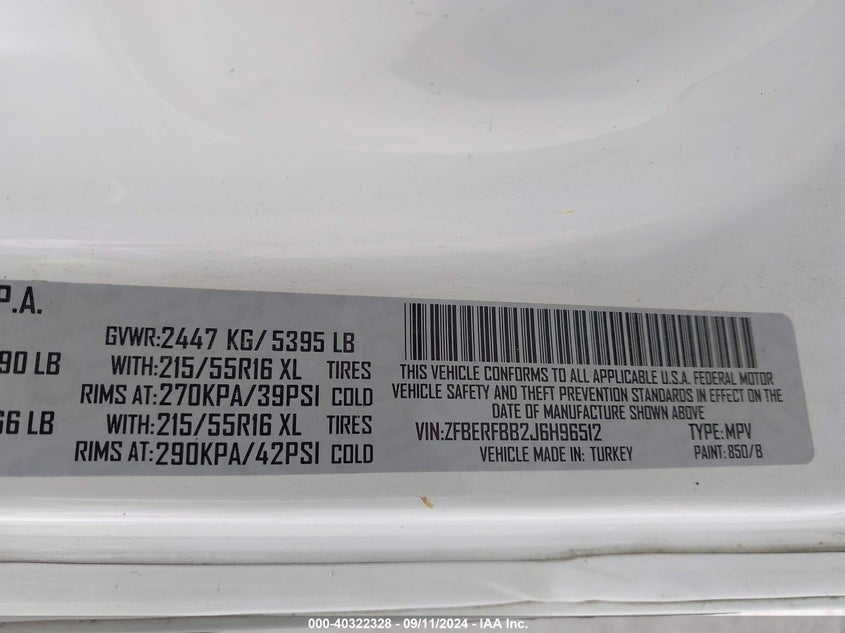 P.A.
GVWR:2447 KG/ 5395 LB
90 LB WITH:215/55R16 XL TIRES
RIMS AT:270KPA/39PSI COLD
66 LB WITH:215/55R16 XL TIRES
RIMS AT:290KPA/42PSI COLD
THIS VEHICLE CONFORMS TO ALL APPLICABLE U.S.A. FEDERAL MOTOR
VEHICLE SAFETY AND THEFT PREVENTION STANDARDS IN EFFECT ON THE
DATE OF MANUFACTURE SHOWN ABOVE
VIN:ZFBERFBB2J6H96512 TYPE:MPV
VEHICLE MADE IN: TURKEY PAINT:850/B
000-40322328 - 09/11/2024 - IAA Inc.